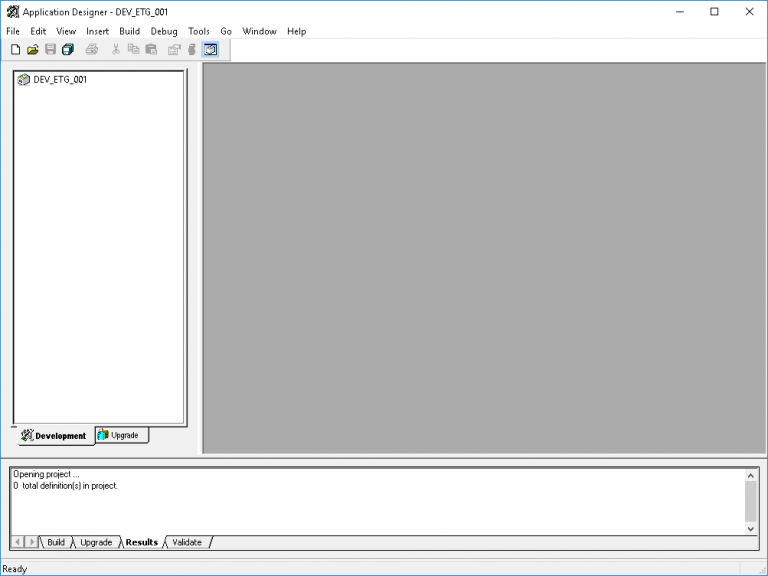 Application Designer - DEV_ETG_001
File Edit View Insert Build Debug Tools Go Window Help
DEV_ETG_001
Development Upgrade
Opening project ...
0 total definition(s) in project.
Build Upgrade Results Validate
Ready